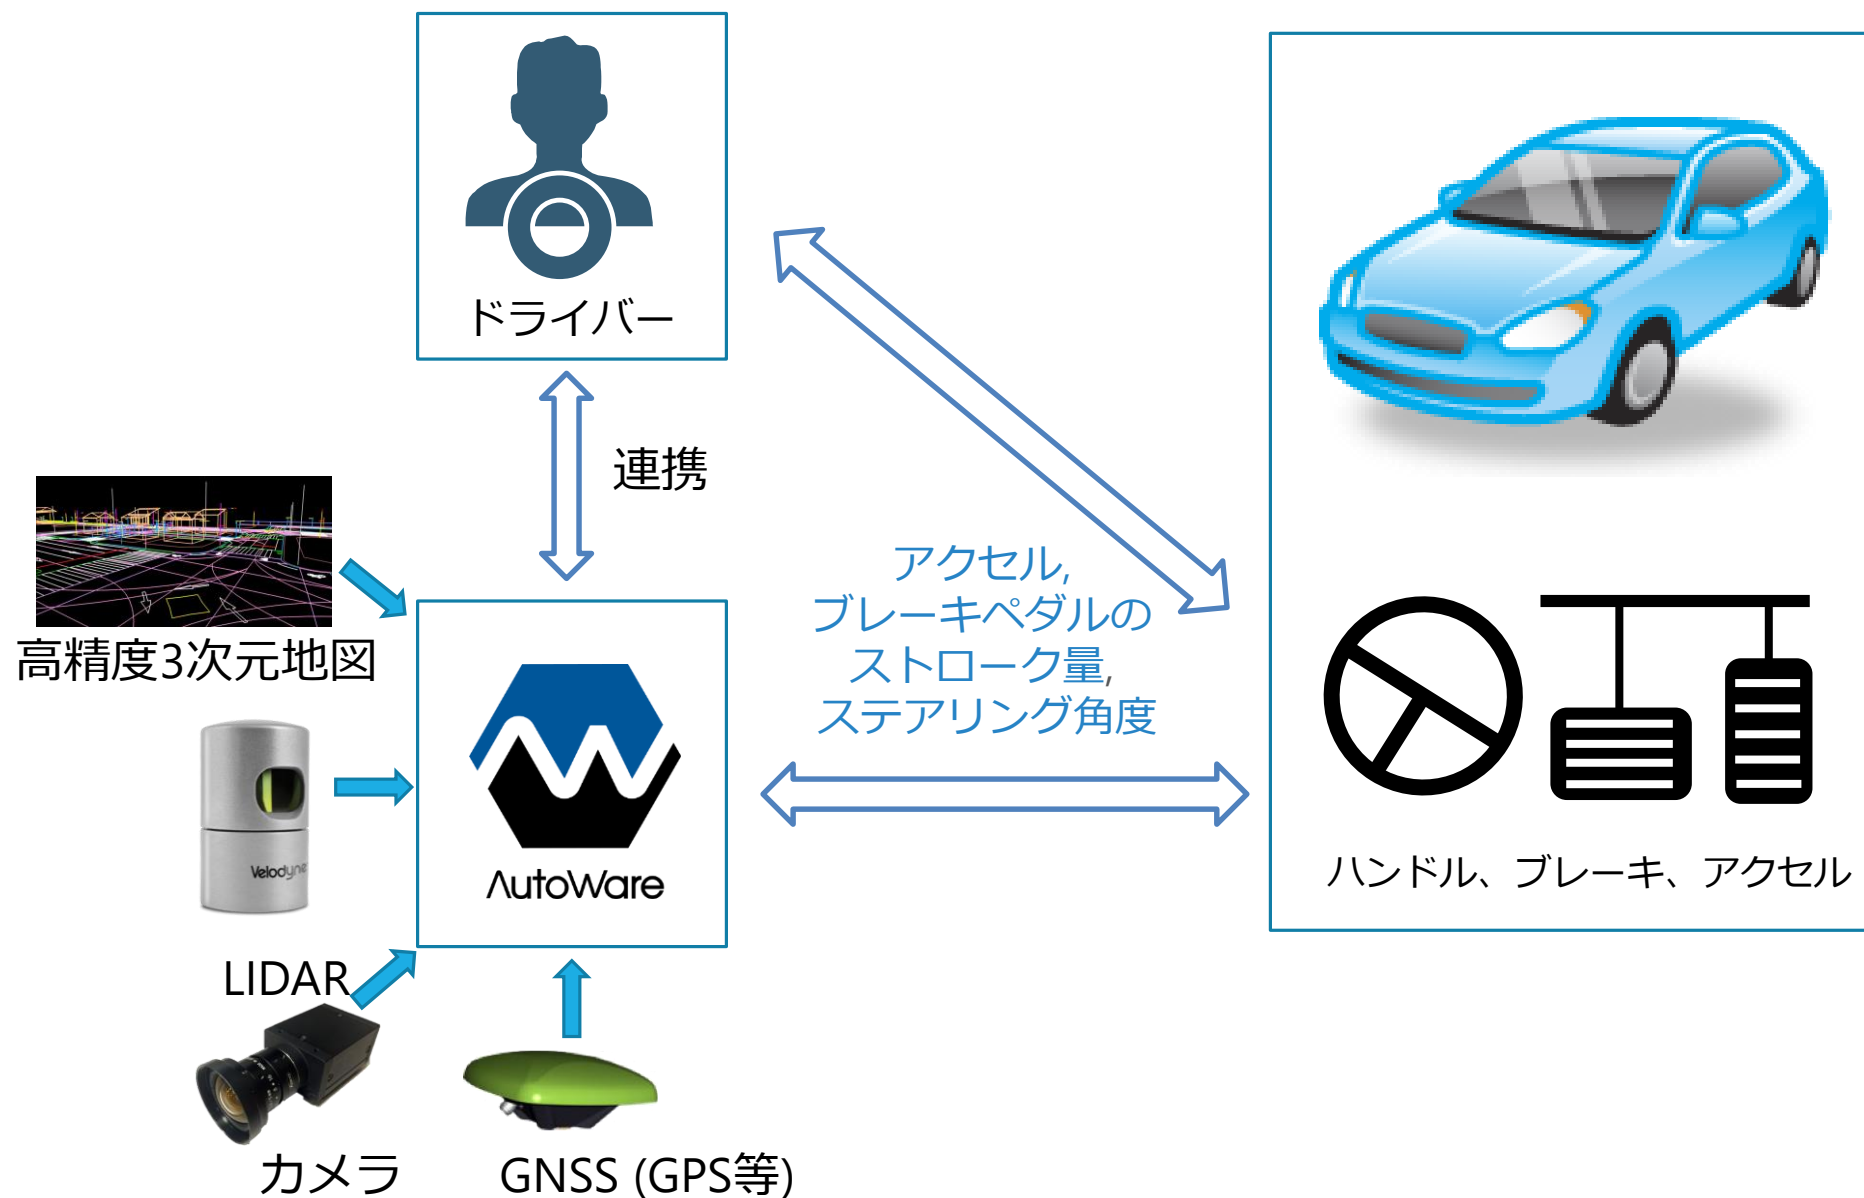 ドライバー
連携
高精度3次元地図
アクセル,
ブレーキペダルの
ストローク量,
ステアリング角度
Velodyne
AutoWare
ハンドル、ブレーキ、アクセル
LIDAR
カメラ
GNSS (GPS等)